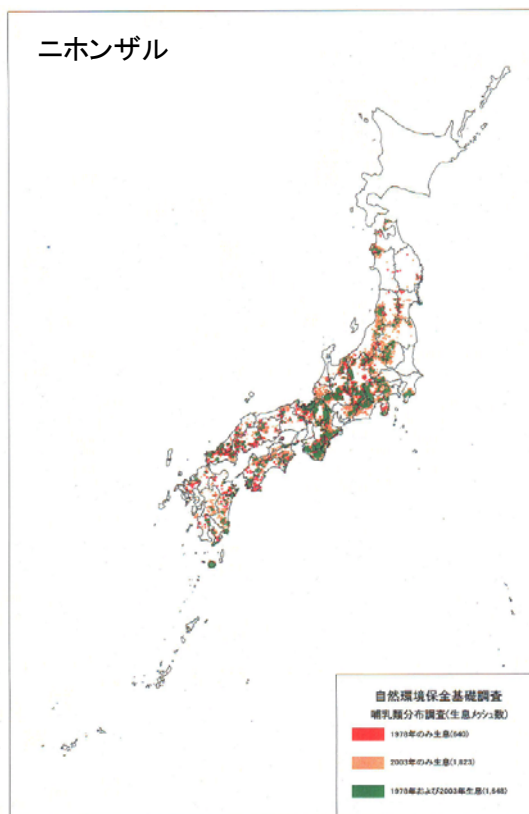 ニホンザル
自然環境保全基礎調査
哺乳類分布調査(生息メッシュ数)
1978年のみ生息(640)
2003年のみ生息(1,823)
1978年および2003年生息(1,648)